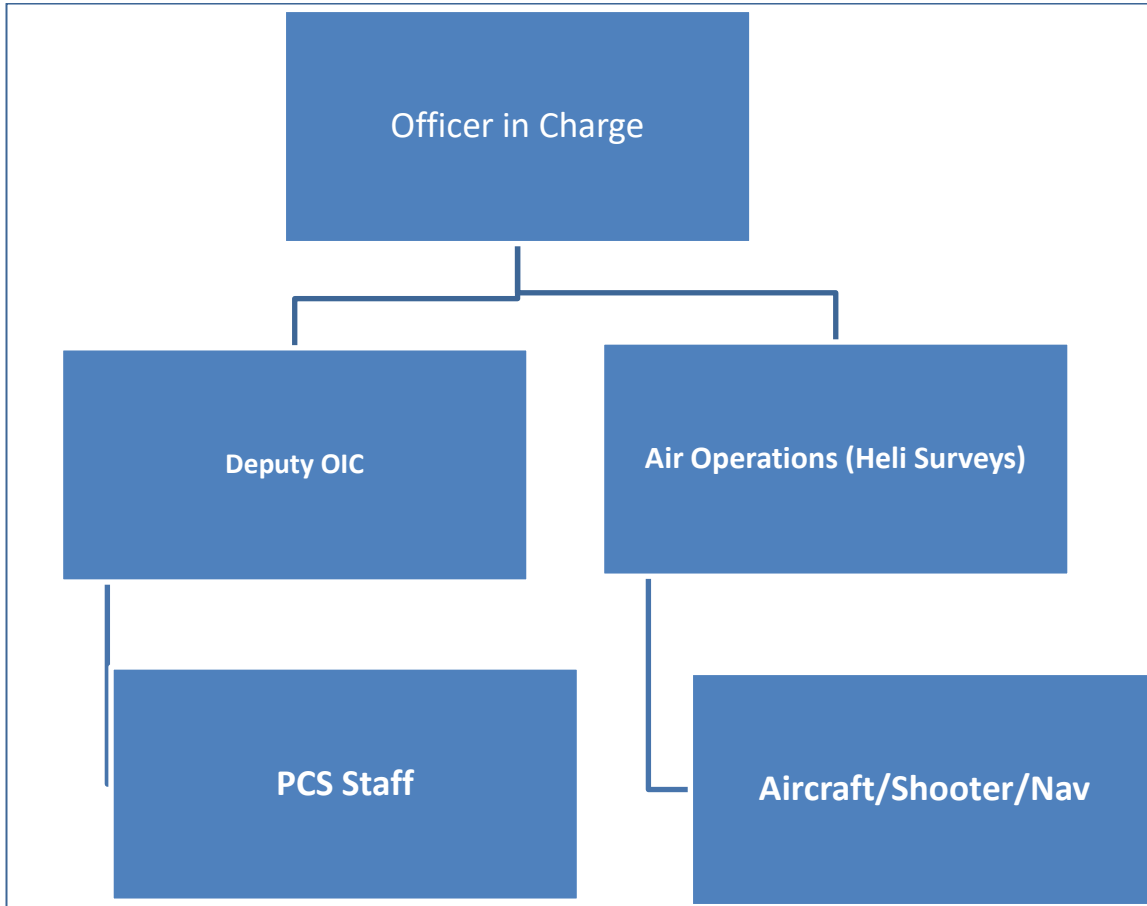 Officer in Charge
Deputy OIC
Air Operations (Heli Surveys)
PCS Staff
Aircraft/Shooter/Nav